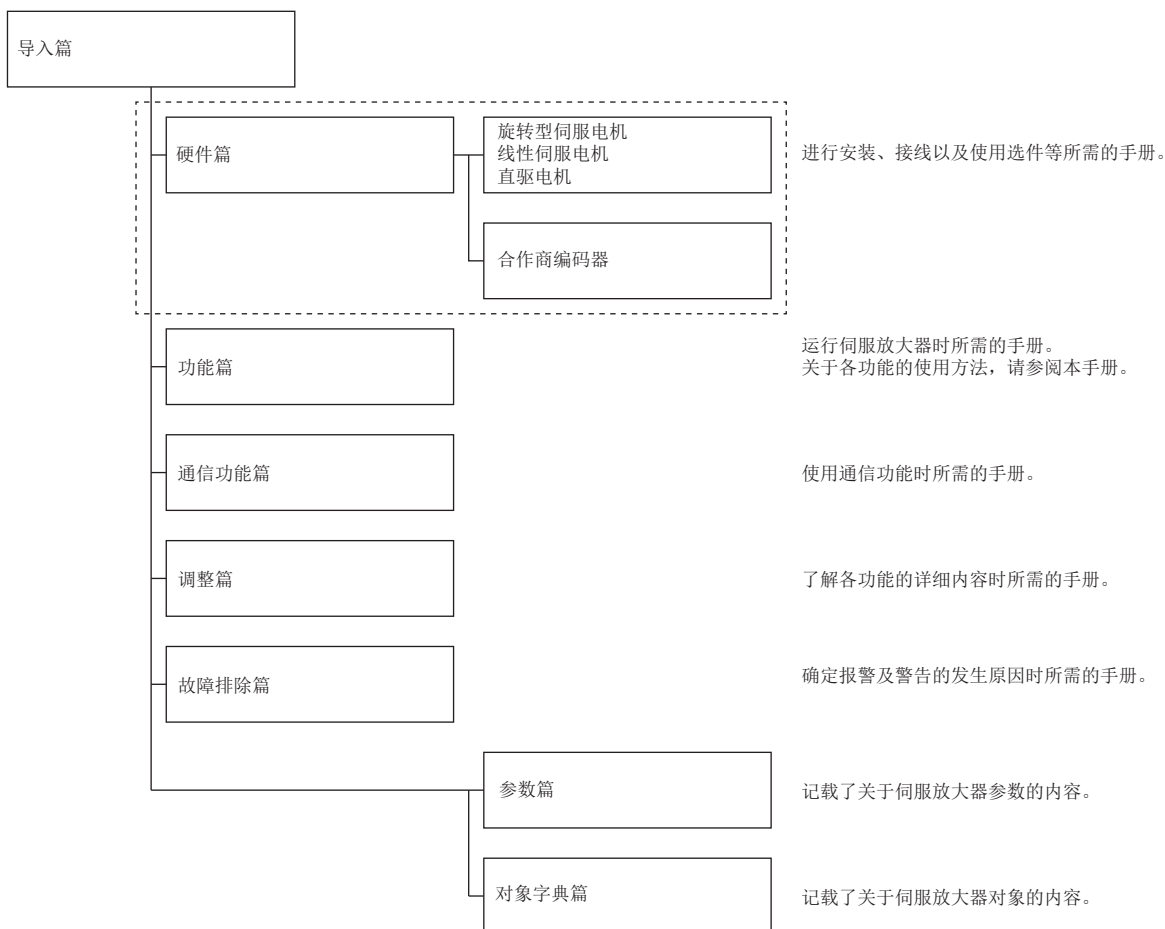 导入篇
硬件篇
旋转型伺服电机
线性伺服电机
直驱电机
进行安装、接线以及使用选件等所需的手册。
合作商编码器
功能篇
运行伺服放大器时所需的手册。
关于各功能的使用方法，请参阅本手册。
通信功能篇
使用通信功能时所需的手册。
调整篇
了解各功能的详细内容时所需的手册。
故障排除篇
确定报警及警告的发生原因时所需的手册。
参数篇
记载了关于伺服放大器参数的内容。
对象字典篇
记载了关于伺服放大器对象的内容。